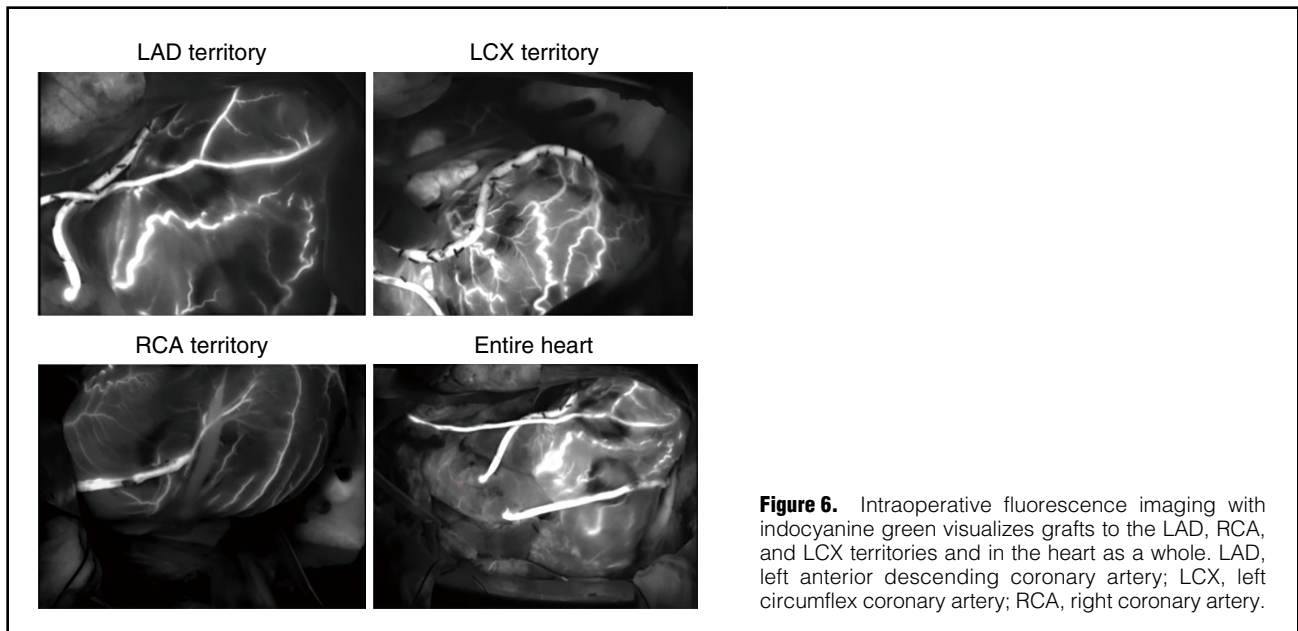 LAD territory
LCX territory
RCA territory
Entire heart
Figure 6. Intraoperative fluorescence imaging with
indocyanine green visualizes grafts to the LAD, RCA,
and LCX territories and in the heart as a whole. LAD,
left anterior descending coronary artery; LCX, left
circumflex coronary artery; RCA, right coronary artery.